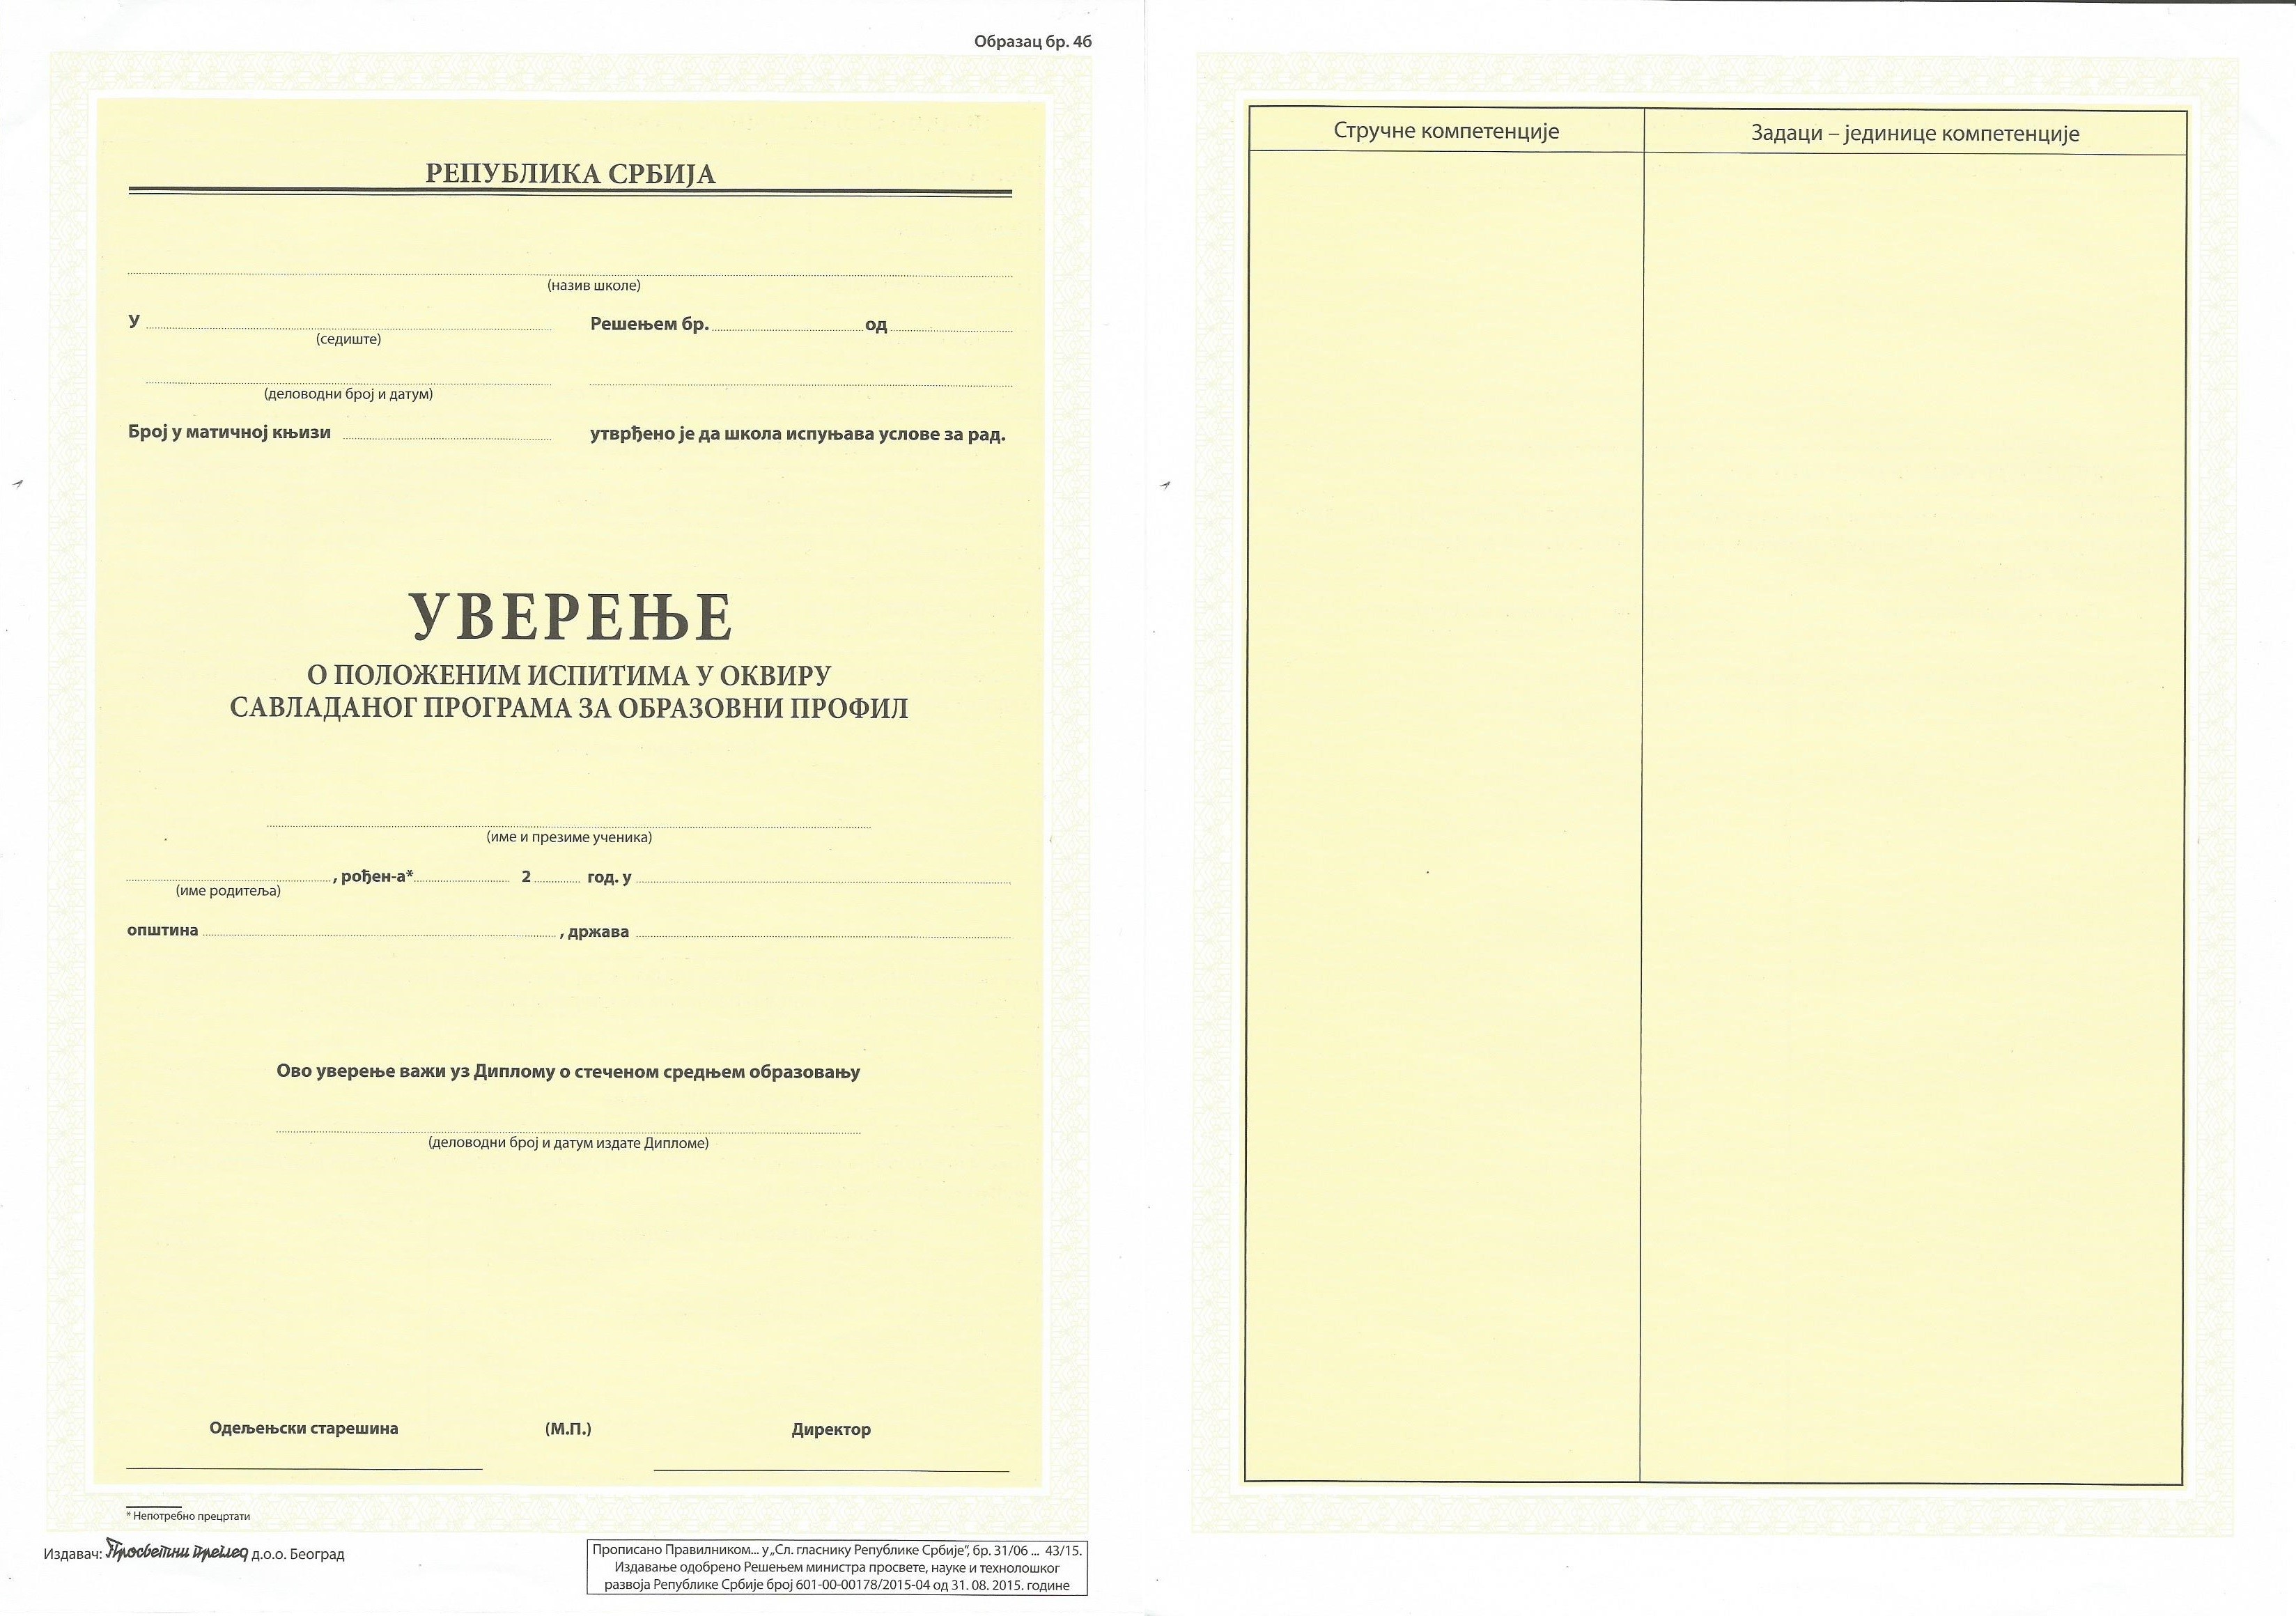 Образац бр. 4б
РЕПУБЛИКА СРБИЈА
(назив школе)
У
(седиште)
Решењем бр. од
(деловодни број и датум)
Број у матичној књизи
утврђено је да школа испуњава услове за рад.
УВЕРЕЊЕ
О ПОЛОЖЕНИМ ИСПИТИМА У ОКВИРУ
САВЛАДАНОГ ПРОГРАМА ЗА ОБРАЗОВНИ ПРОФИЛ
(име и презиме ученика)
, рођен-а* 2 год. у
(име родитеља)
општина , држава
Ово уверење важи уз Диплому о стеченом средњем образовању
(деловодни број и датум издате Дипломе)
Одељењски старешина (М.П.) Директор
* Непотребно прецртати
Издавач: Просветни преглед д.о.о. Београд
Прописано Правилником... у „Сл. гласнику Републике Србије“, бр. 31/06 ... 43/15.
Издавање одобрено Решењем министра просвете, науке и технолошког
развоја Републике Србије број 601-00-00178/2015-04 од 31. 08. 2015. године
Стручне компетенције
Задаци – јединице компетенције